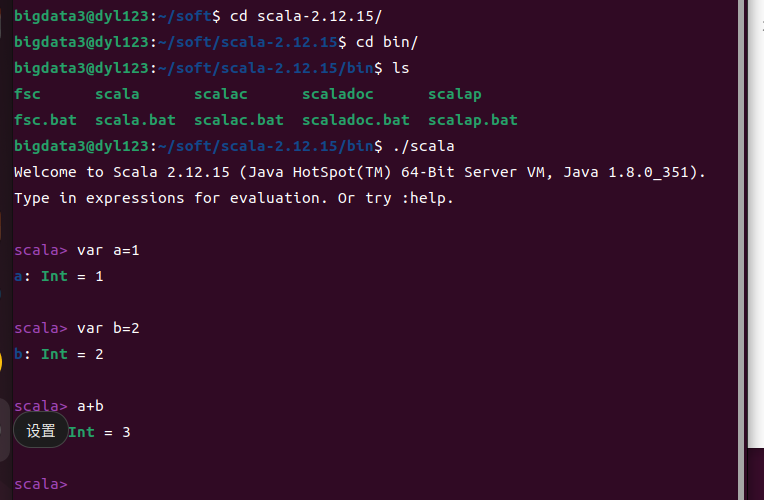 bigdata3@dyl123:~/soft$ cd scala-2.12.15/
bigdata3@dyl123:~/soft/scala-2.12.15$ cd bin/
bigdata3@dyl123:~/soft/scala-2.12.15/bin$ ls
fsc scala scalac scaladoc scalap
fsc.bat scala.bat scalac.bat scaladoc.bat scalap.bat
bigdata3@dyl123:~/soft/scala-2.12.15/bin$ ./scala
Welcome to Scala 2.12.15 (Java HotSpot(TM) 64-Bit Server VM, Java 1.8.0_351).
Type in expressions for evaluation. Or try :help.
scala> var a=1
a: Int = 1
scala> var b=2
b: Int = 2
scala> a+b
设置 Int = 3
scala>